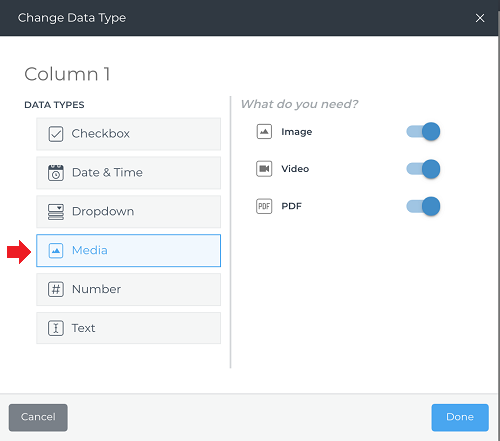 Change Data Type
Column 1
DATA TYPES
Checkbox
Date & Time
Dropdown
Media
Number
Text
What do you need?
Image
Video
PDF PDF
Cancel
Done